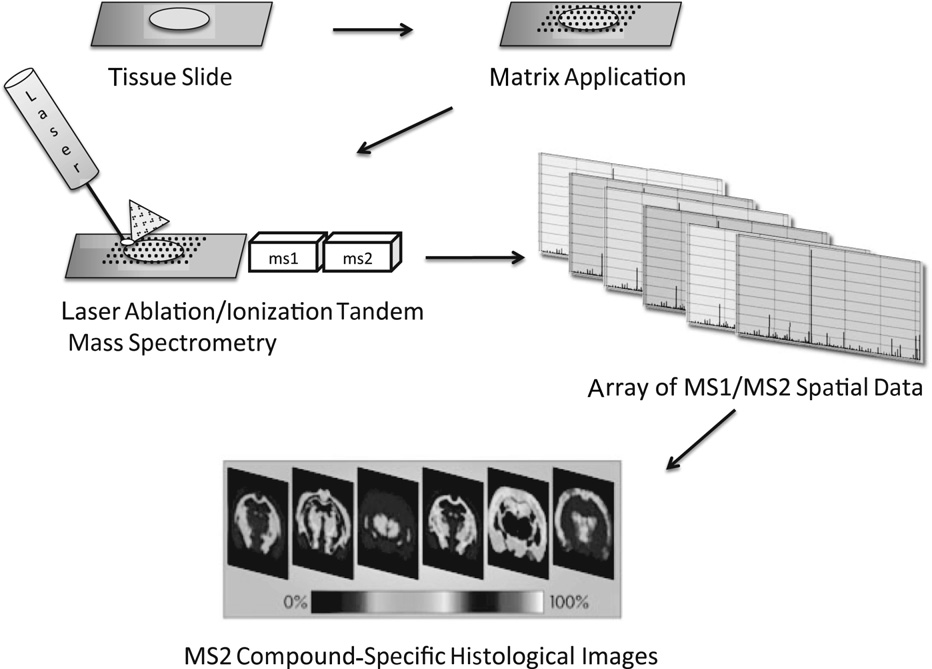 Tissue Slide
Matrix Application
Laser
ms1
ms2
Laser Ablation/Ionization Tandem
Mass Spectrometry
Array of MS1/MS2 Spatial Data
0%
100%
MS2 Compound-Specific Histological Images